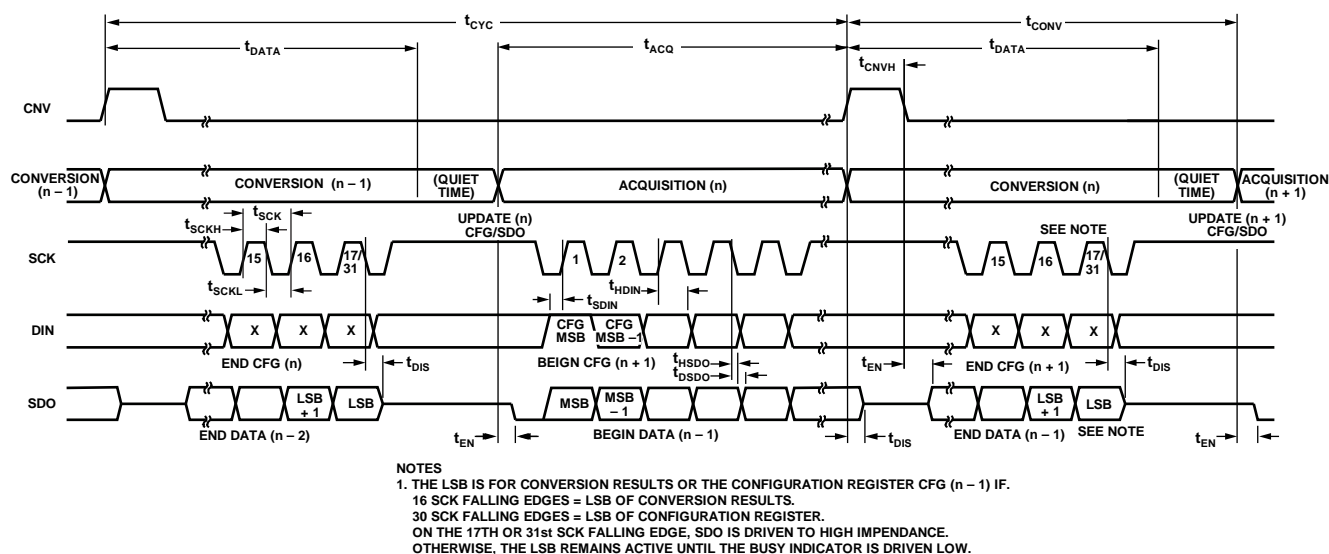 tCYC
tCONV
tDATA
tACQ
tDATA
tCNVH
CNV
CONVERSION
(n – 1)
CONVERSION (n – 1)
(QUIET
TIME)
ACQUISITION (n)
CONVERSION (n)
(QUIET
TIME)
ACQUISITION
(n + 1)
UPDATE (n)
CFG/SDO
UPDATE (n + 1)
CFG/SDO
SEE NOTE
tSCK
tSCKH
SCK
15
16
17/
31
1
2
15
16
17/
31
tSCKL
tHDIN
tSDIN
DIN
X
X
X
CFG
MSB
CFG
MSB –1
X
X
X
END CFG (n)
tDIS
BEIGN CFG (n + 1)
tHSDO
tDSDO
tEN
END CFG (n + 1)
tDIS
SDO
LSB
+ 1
LSB
MSB
MSB
–1
LSB
+ 1
LSB
END DATA (n – 2)
tEN
BEGIN DATA (n – 1)
tDIS
END DATA (n – 1)
SEE NOTE
tEN
NOTES
1. THE LSB IS FOR CONVERSION RESULTS OR THE CONFIGURATION REGISTER CFG (n – 1) IF.
16 SCK FALLING EDGES = LSB OF CONVERSION RESULTS.
30 SCK FALLING EDGES = LSB OF CONFIGURATION REGISTER.
ON THE 17TH OR 31st SCK FALLING EDGE, SDO IS DRIVEN TO HIGH IMPENDANCE.
OTHERWISE, THE LSB REMAINS ACTIVE UNTIL THE BUSY INDICATOR IS DRIVEN LOW.